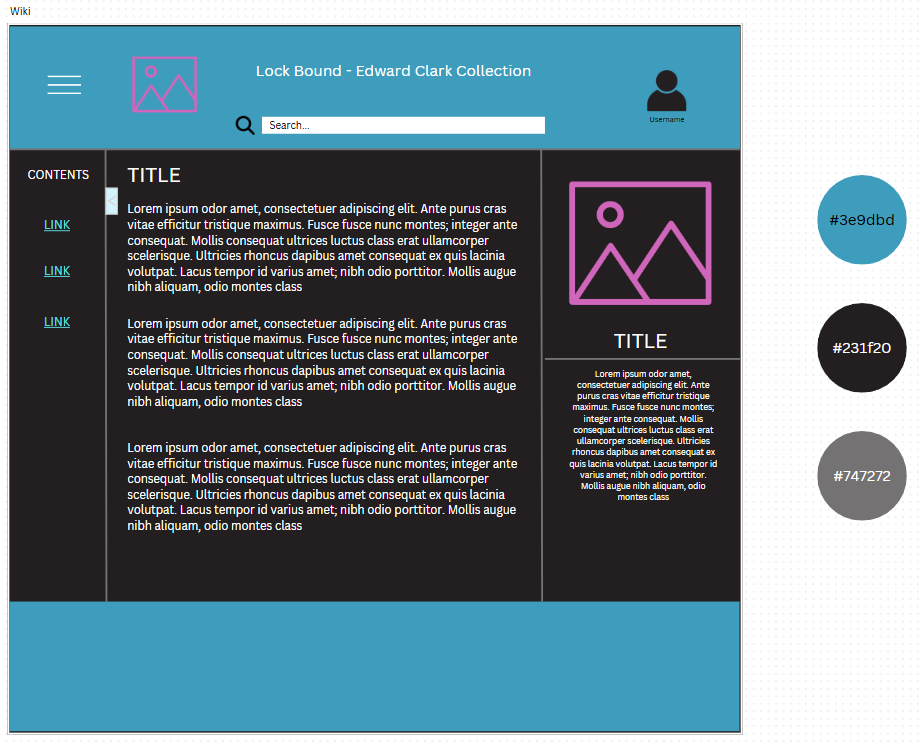 Wiki
Lock Bound - Edward Clark Collection
Search...
Username
CONTENTS
LINK
LINK
LINK
TITLE
Lorem ipsum odor amet, consectetuer adipiscing elit. Ante purus cras
vitae efficitur tristique maximus. Fusce fusce nunc montes; integer ante
consequat. Mollis consequat ultrices luctus class erat ullamcorper
scelerisque. Ultricies rhoncus dapibus amet consequat ex quis lacinia
volutpat. Lacus tempor id varius amet; nibh odio porttitor. Mollis augue
nibh aliquam, odio montes class
Lorem ipsum odor amet, consectetuer adipiscing elit. Ante purus cras
vitae efficitur tristique maximus. Fusce fusce nunc montes; integer ante
consequat. Mollis consequat ultrices luctus class erat ullamcorper
scelerisque. Ultricies rhoncus dapibus amet consequat ex quis lacinia
volutpat. Lacus tempor id varius amet; nibh odio porttitor. Mollis augue
nibh aliquam, odio montes class
Lorem ipsum odor amet, consectetuer adipiscing elit. Ante purus cras
vitae efficitur tristique maximus. Fusce fusce nunc montes; integer ante
consequat. Mollis consequat ultrices luctus class erat ullamcorper
scelerisque. Ultricies rhoncus dapibus amet consequat ex quis lacinia
volutpat. Lacus tempor id varius amet; nibh odio porttitor. Mollis augue
nibh aliquam, odio montes class
TITLE
Lorem ipsum odor amet,
consectetuer adipiscing elit. Ante
purus cras vitae efficitur tristique
maximus. Fusce fusce nunc montes;
integer ante consequat. Mollis
consequat ultrices luctus class erat
ullamcorper scelerisque. Ultricies
rhoncus dapibus amet consequat ex
quis lacinia volutpat. Lacus tempor id
varius amet; nibh odio porttitor.
Mollis augue nibh aliquam, odio
montes class
#3e9dbd
#231f20
#747272